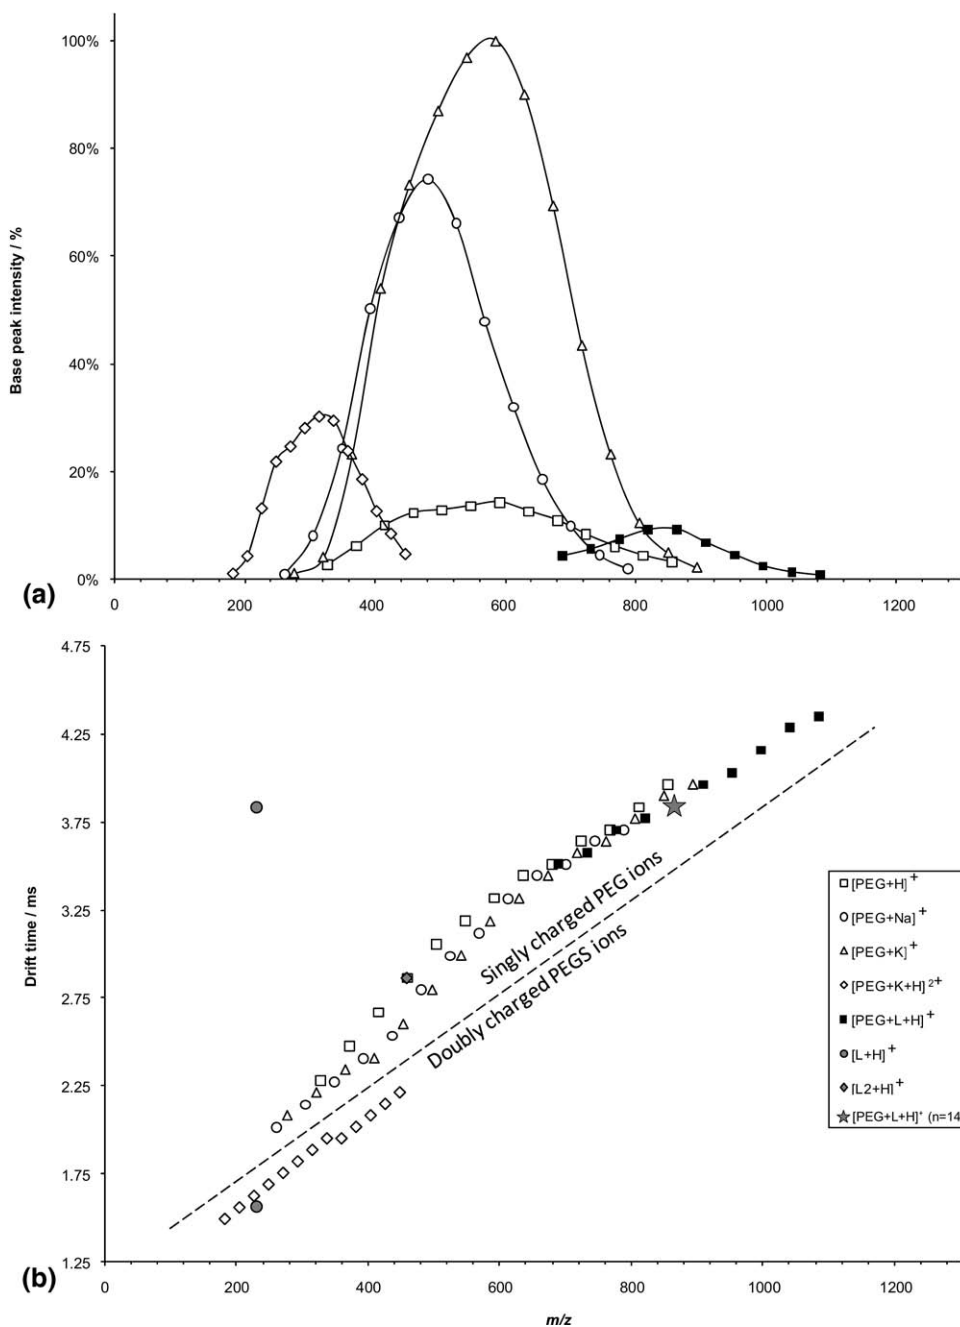 100%
80%
60%
40%
20%
0%
Base peak intensity / %
(a)
0 200 400 600 800 1000 1200
4.75
4.25
3.75
3.25
2.75
2.25
1.75
1.25
Drift time / ms
Singly charged PEG ions
Doubly charged PEGS ions
[PEG+H]+
[PEG+Na]+
[PEG+K]+
[PEG+K+H]2+
[PEG+L+H]+
[L+H]+
[L2+H]+
[PEG+L+H]+ (n=14
(b)
0 200 400 600 800 1000 1200
m/z